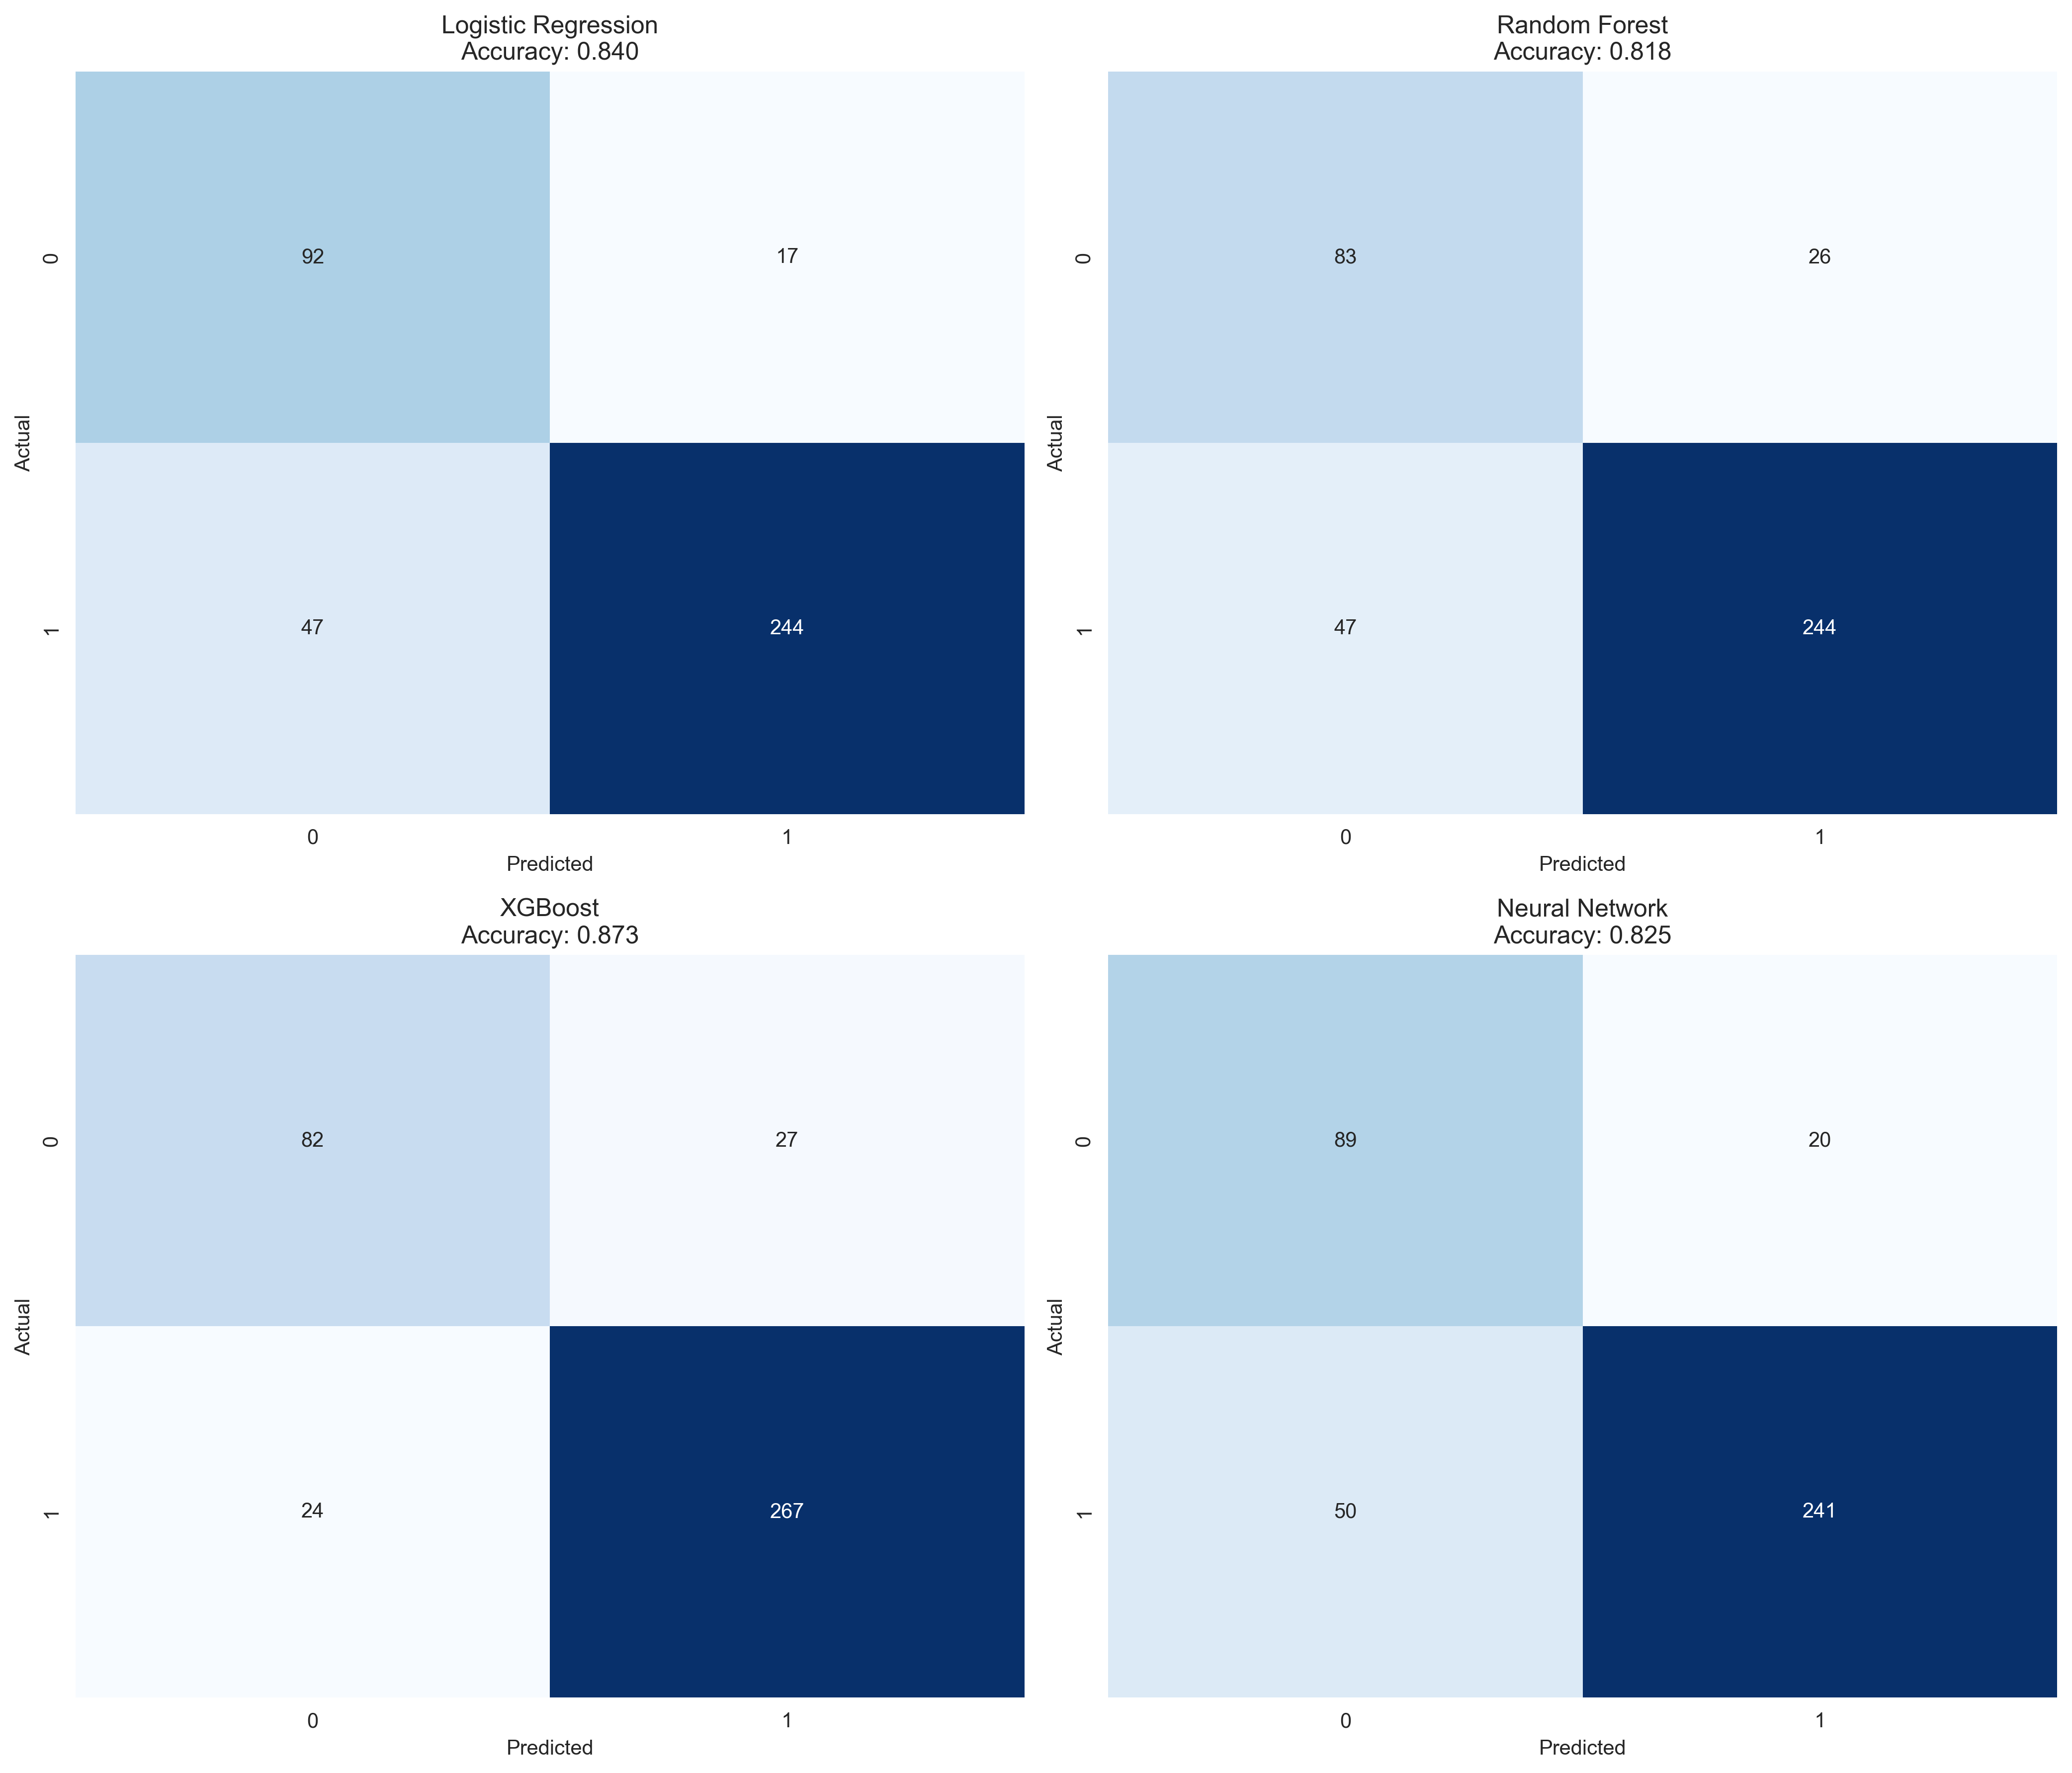 Logistic Regression
Accuracy: 0.840
0
92
17
Actual
1
47
244
0
1
Predicted
Random Forest
Accuracy: 0.818
0
83
26
Actual
1
47
244
0
1
Predicted
XGBoost
Accuracy: 0.873
0
82
27
Actual
1
24
267
0
1
Predicted
Neural Network
Accuracy: 0.825
0
89
20
Actual
1
50
241
0
1
Predicted